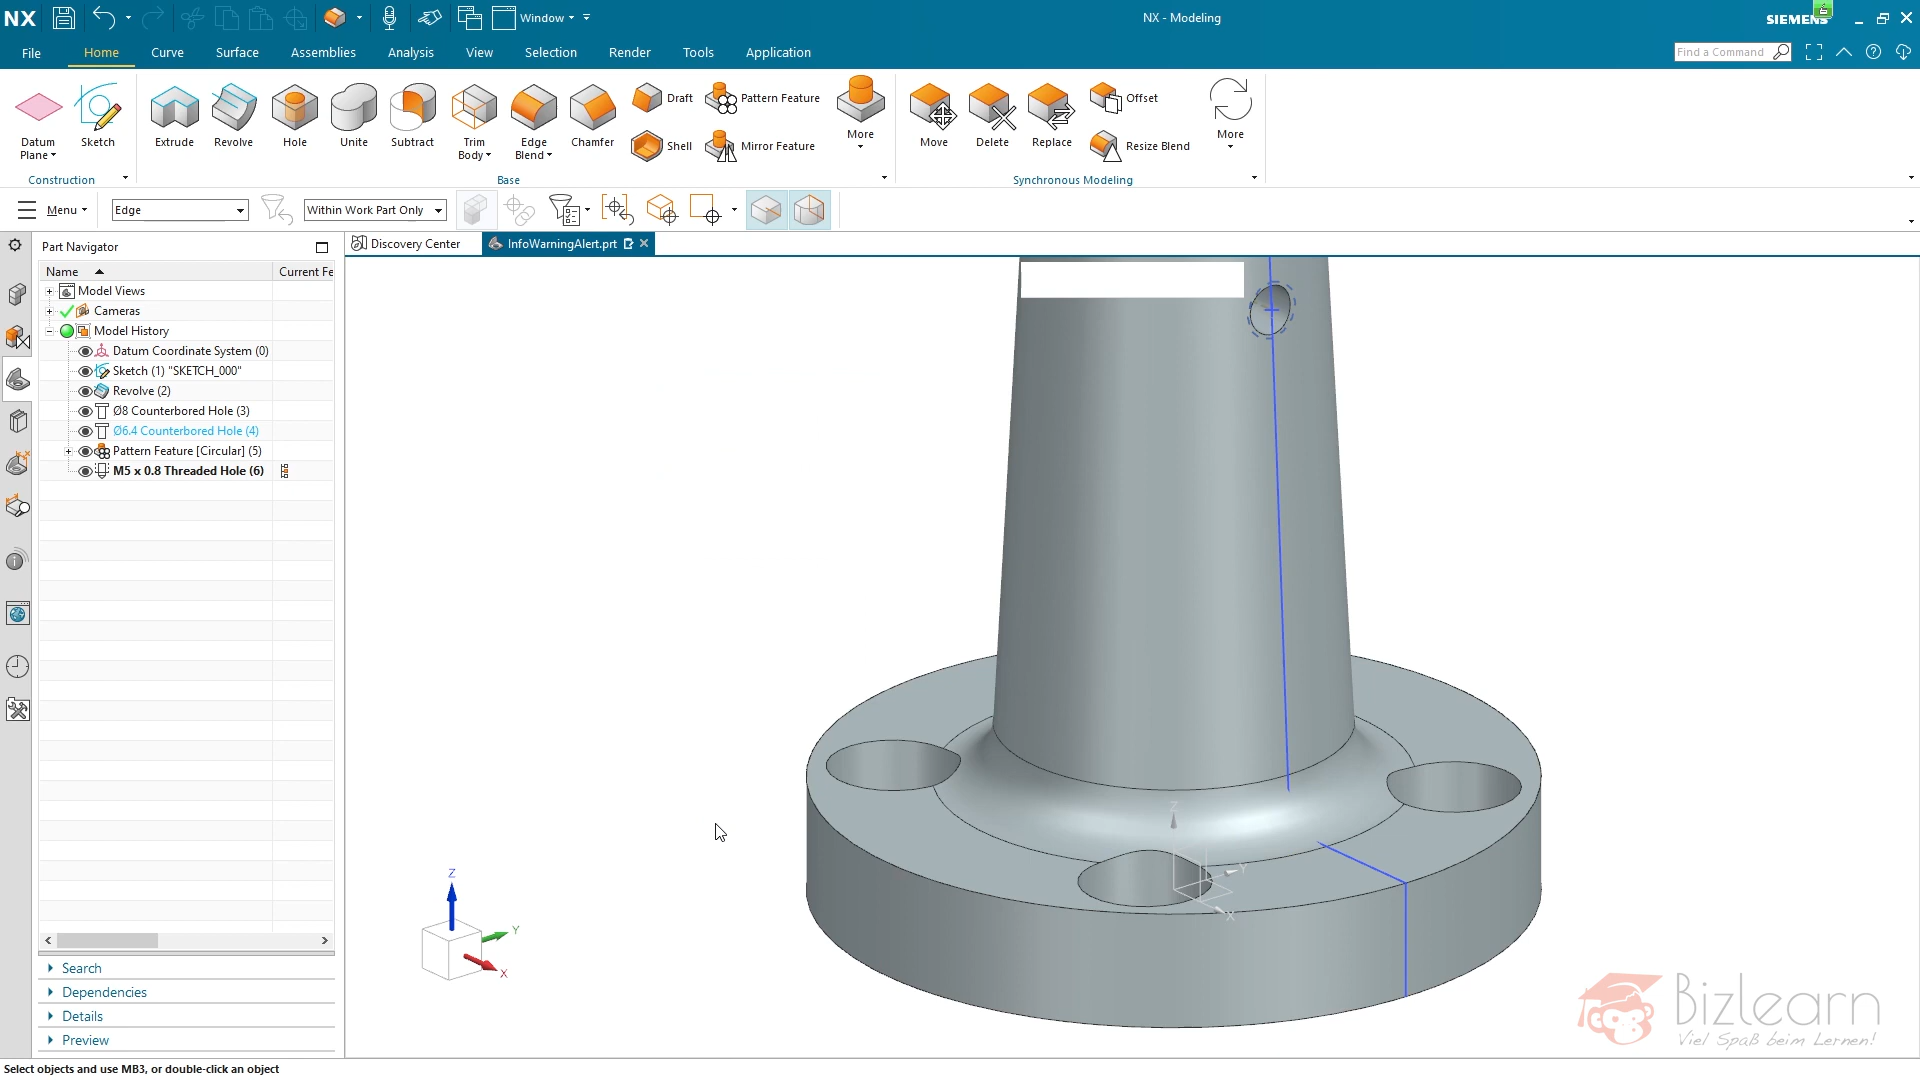 NX
Window
NX - Modeling
SIEMENS
File
Home
Curve
Surface
Assemblies
Analysis
View
Selection
Render
Tools
Application
Find a Command
Datum Plane
Sketch
Extrude
Revolve
Hole
Unite
Subtract
Trim Body
Edge Blend
Chamfer
Draft
Shell
Pattern Feature
Mirror Feature
More
Move
Delete
Replace
Offset
Resize Blend
More
Construction
Base
Synchronous Modeling
Menu
Edge
Within Work Part Only
Part Navigator
Discovery Center
InfoWarningAlert.prt
Name
Current Fe
Model Views
Cameras
Model History
Datum Coordinate System (0)
Sketch (1) "SKETCH_000"
Revolve (2)
Ø8 Counterbored Hole (3)
Ø6.4 Counterbored Hole (4)
Pattern Feature [Circular] (5)
M5 x 0.8 Threaded Hole (6)
Z
Y
X
Z
Y
X
Search
Dependencies
Details
Preview
Bizlearn
Viel Spaß beim Lernen!
Select objects and use MB3, or double-click an object